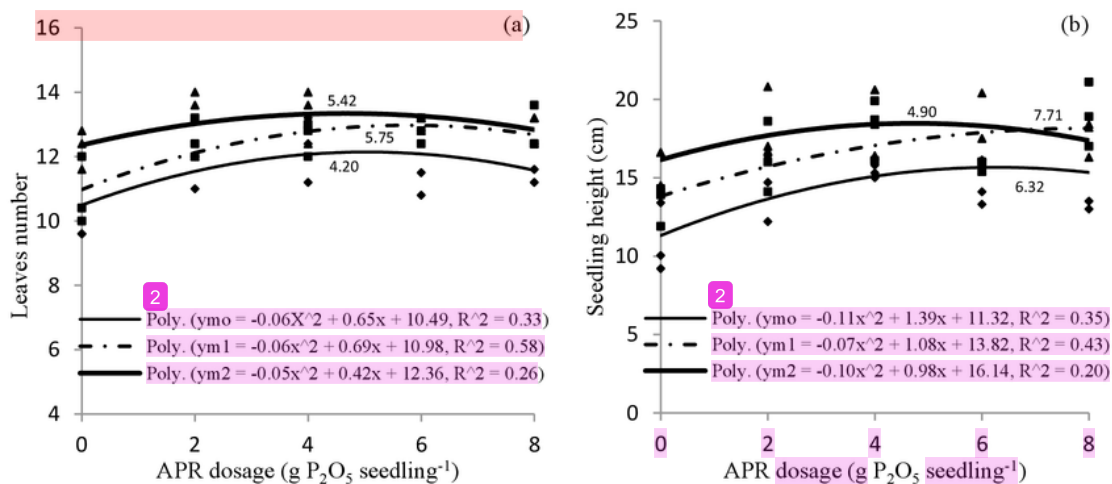 (a)
16
14
12
10
8
6
4
Leaves number
5.42
5.75
4.20
2
Poly. (ymo = -0.06X^2 + 0.65x + 10.49, R^2 = 0.33)
Poly. (ym1 = -0.06x^2 + 0.69x + 10.98, R^2 = 0.58)
Poly. (ym2 = -0.05x^2 + 0.42x + 12.36, R^2 = 0.26)
0 2 4 6 8
APR dosage (g P₂O₅ seedling⁻¹)
(b)
25
20
15
10
5
0
Seedling height (cm)
4.90
7.71
6.32
2
Poly. (ymo = -0.11x^2 + 1.39x + 11.32, R^2 = 0.35)
Poly. (ym1 = -0.07x^2 + 1.08x + 13.82, R^2 = 0.43)
Poly. (ym2 = -0.10x^2 + 0.98x + 16.14, R^2 = 0.20)
0 2 4 6 8
APR dosage (g P₂O₅ seedling⁻¹)